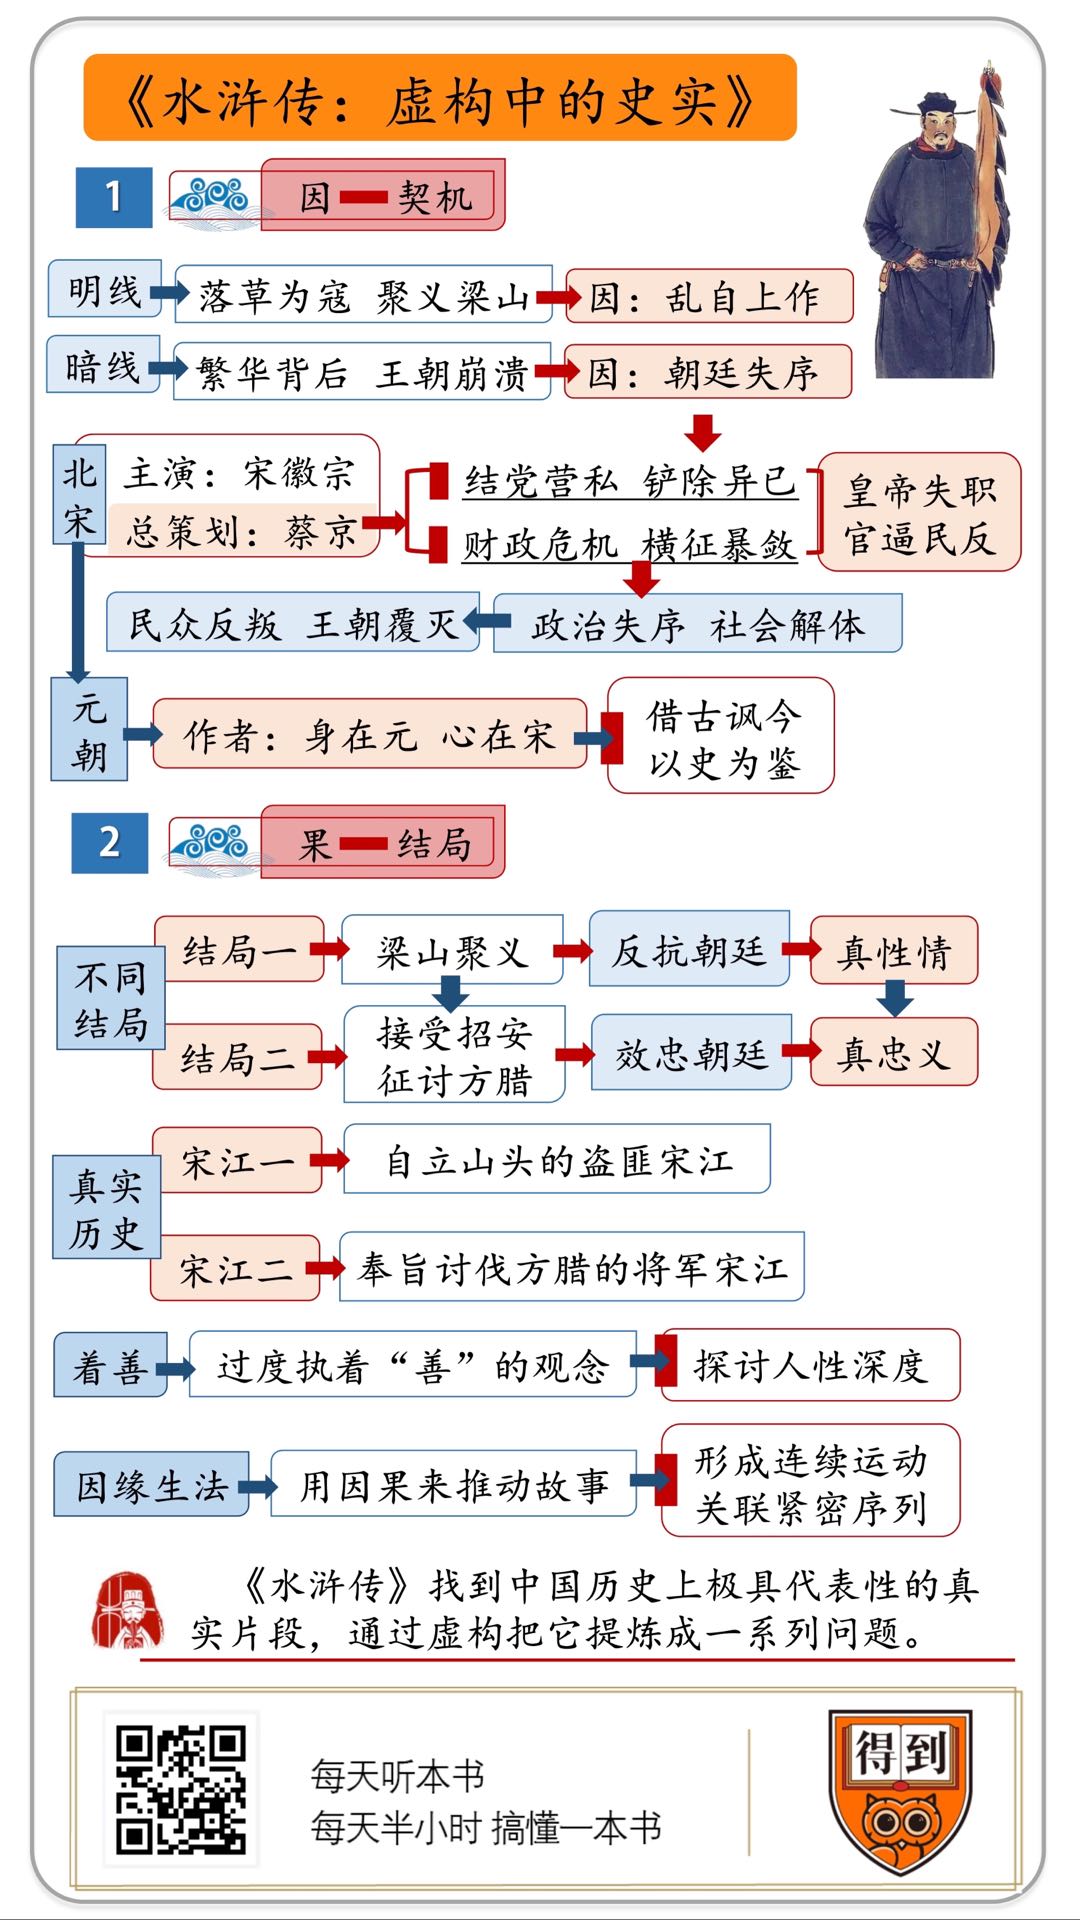 《水浒传：虚构中的史实》
1
因 契机
明线
落草为寇 聚义梁山
因：乱自上作
暗线
繁华背后 王朝崩溃
因：朝廷失序
北宋
主演：宋徽宗
总策划：蔡京
结党营私 铲除异己
财政危机 横征暴敛
皇帝失职
官逼民反
民众反叛 王朝覆灭
政治失序 社会解体
元朝
作者：身在元 心在宋
借古讽今
以史为鉴
2
果 结局
不同
结局
结局一
梁山聚义
反抗朝廷
真性情
结局二
接受招安
征讨方腊
效忠朝廷
真忠义
真实
历史
宋江一
自立山头的盗匪宋江
宋江二
奉旨讨伐方腊的将军宋江
着善
过度执着“善”的观念
探讨人性深度
因缘生法
用因果来推动故事
形成连续运动
关联紧密序列
《水浒传》找到中国历史上极具代表性的真
实片段，通过虚构把它提炼成一系列问题。
每天听本书
每天半小时 搞懂一本书
得到